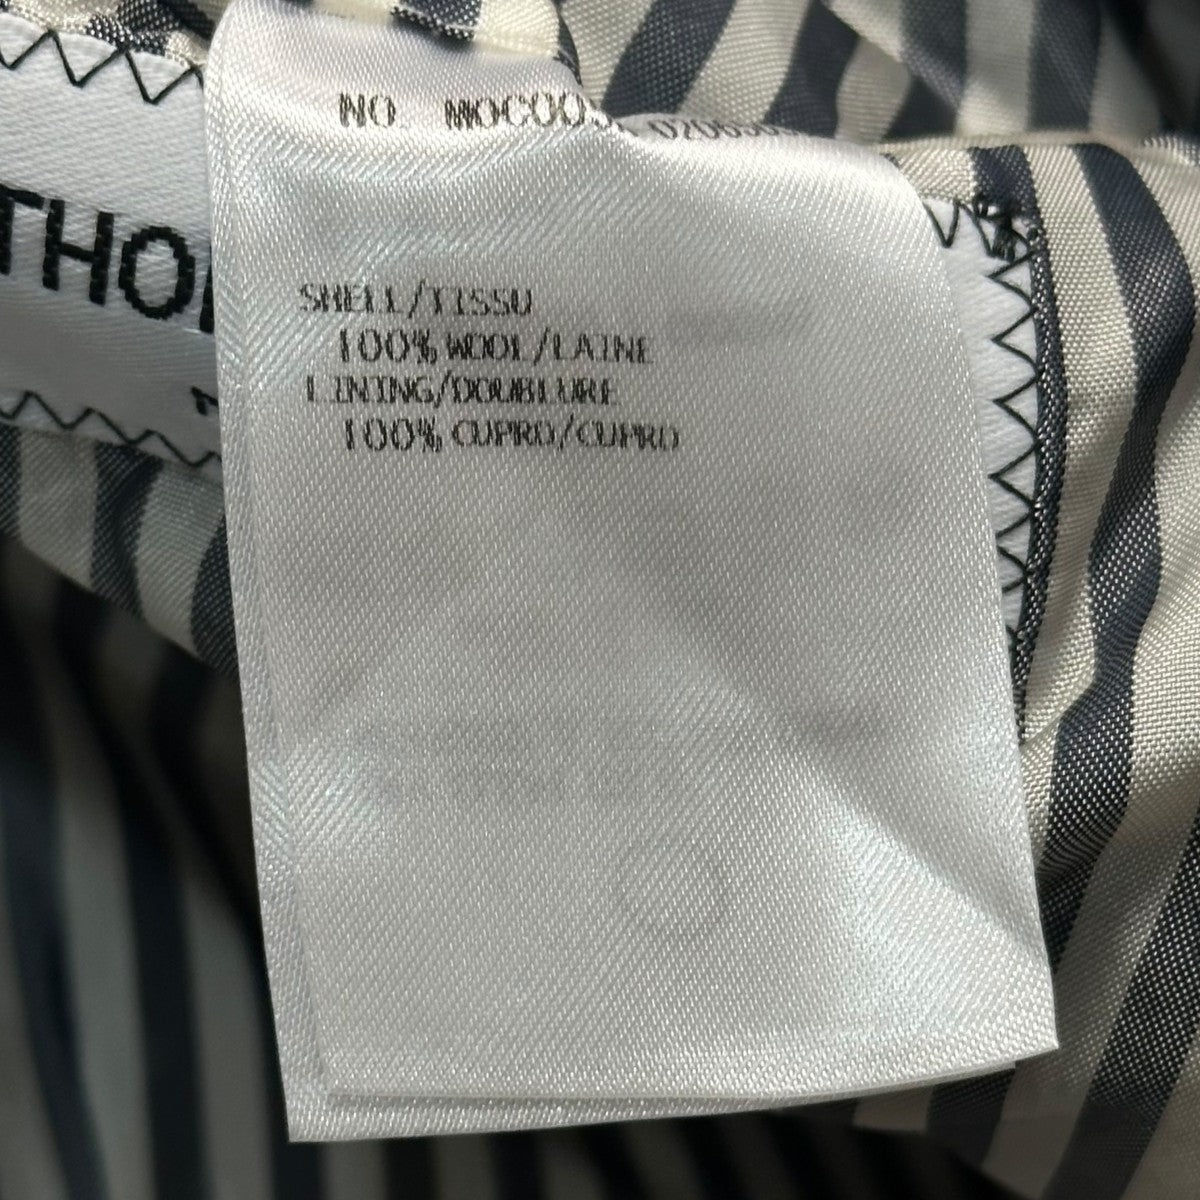 NO. MOC00
THO
SHELL/TISSU
100% WOOL/LAINE
LINING/DOUBLURE
100% CUPRO/CUPRO